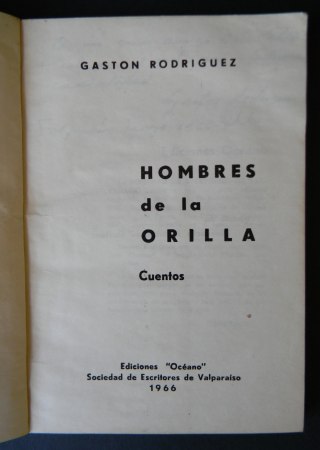 GASTON RODRIGUEZ
HOMBRES
de la
ORILLA
Cuentos
Ediciones "Océano"
Sociedad de Escritores de Valparaíso
1966